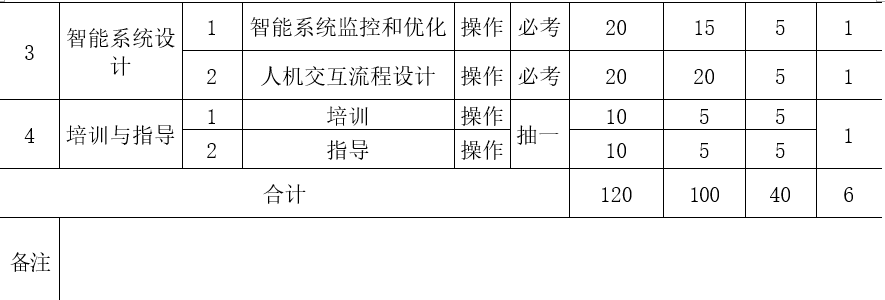 3 智能系统设计 1 智能系统监控和优化 操作 必考 20 15 5 1
2 人机交互流程设计 操作 必考 20 20 5 1
4 培训与指导 1 培训 操作 抽一 10 5 5 1
2 指导 操作 10 5 5
合计 120 100 40 6
备注